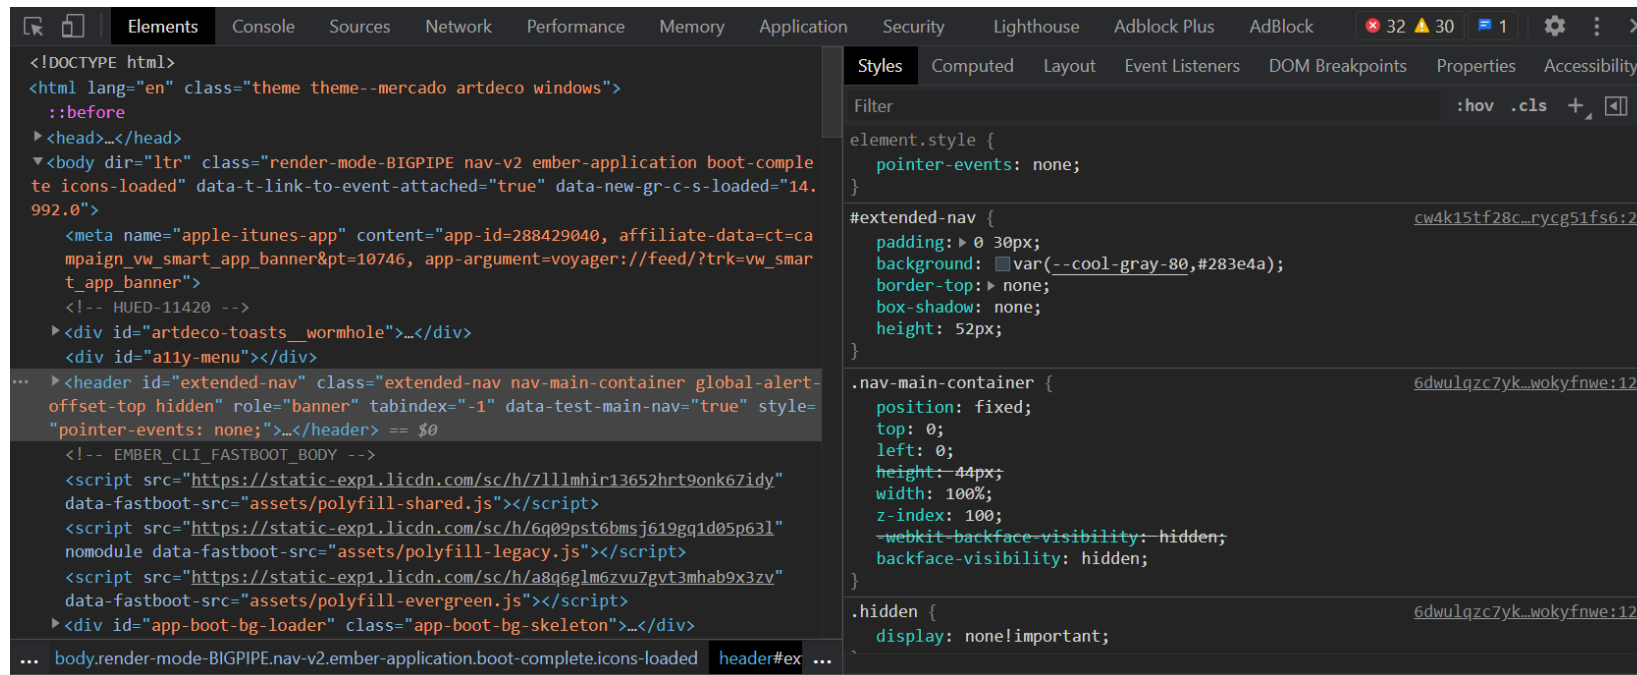 Elements Console Sources Network Performance Memory Application Security Lighthouse Adblock Plus AdBlock 32 30 1
<!DOCTYPE html>
<html lang="en" class="theme theme--mercado artdeco windows">
::before
<head>…</head>
<body dir="ltr" class="render-mode-BIGPIPE nav-v2 ember-application boot-comple
te icons-loaded" data-t-link-to-event-attached="true" data-new-gr-c-s-loaded="14.
992.0">
<meta name="apple-itunes-app" content="app-id=288429040, affiliate-data=ct=ca
mpaign_vw_smart_app_banner&pt=10746, app-argument=voyager://feed/?trk=vw_smar
t_app_banner">
<!-- HUED-11420 -->
<div id="artdeco-toasts__wormhole">…</div>
<div id="a11y-menu"></div>
… <header id="extended-nav" class="extended-nav nav-main-container global-alert-
offset-top hidden" role="banner" tabindex="-1" data-test-main-nav="true" style=
"pointer-events: none;">…</header> == $0
<!-- EMBER_CLI_FASTBOOT_BODY -->
<script src="https://static-exp1.licdn.com/sc/h/7lllmhir13652hrt9onk67idy"
data-fastboot-src="assets/polyfill-shared.js"></script>
<script src="https://static-exp1.licdn.com/sc/h/6q09pst6bmsj619gq1d05p63l"
nomodule data-fastboot-src="assets/polyfill-legacy.js"></script>
<script src="https://static-exp1.licdn.com/sc/h/a8q6glm6zvu7gvt3mhab9x3zv"
data-fastboot-src="assets/polyfill-evergreen.js"></script>
<div id="app-boot-bg-loader" class="app-boot-bg-skeleton">…</div>
… body.render-mode-BIGPIPE.nav-v2.ember-application.boot-complete.icons-loaded header#ex …
Styles Computed Layout Event Listeners DOM Breakpoints Properties Accessibility
Filter :hov .cls +
element.style {
pointer-events: none;
}
#extended-nav { cw4k15tf28c…rycg51fs6:2
padding: 0 30px;
background: var(--cool-gray-80,#283e4a);
border-top: none;
box-shadow: none;
height: 52px;
}
.nav-main-container { 6dwulqzc7yk…wokyfnwe:12
position: fixed;
top: 0;
left: 0;
height: 44px;
width: 100%;
z-index: 100;
-webkit-backface-visibility: hidden;
backface-visibility: hidden;
}
.hidden { 6dwulqzc7yk…wokyfnwe:12
display: none!important;